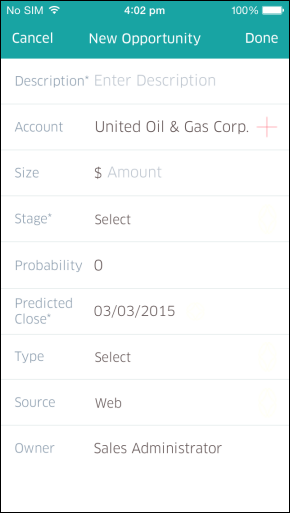 No SIM 4:02 pm 100%
Cancel New Opportunity Done
Description* Enter Description
Account United Oil & Gas Corp.
Size $ Amount
Stage* Select
Probability 0
Predicted
Close* 03/03/2015
Type Select
Source Web
Owner Sales Administrator